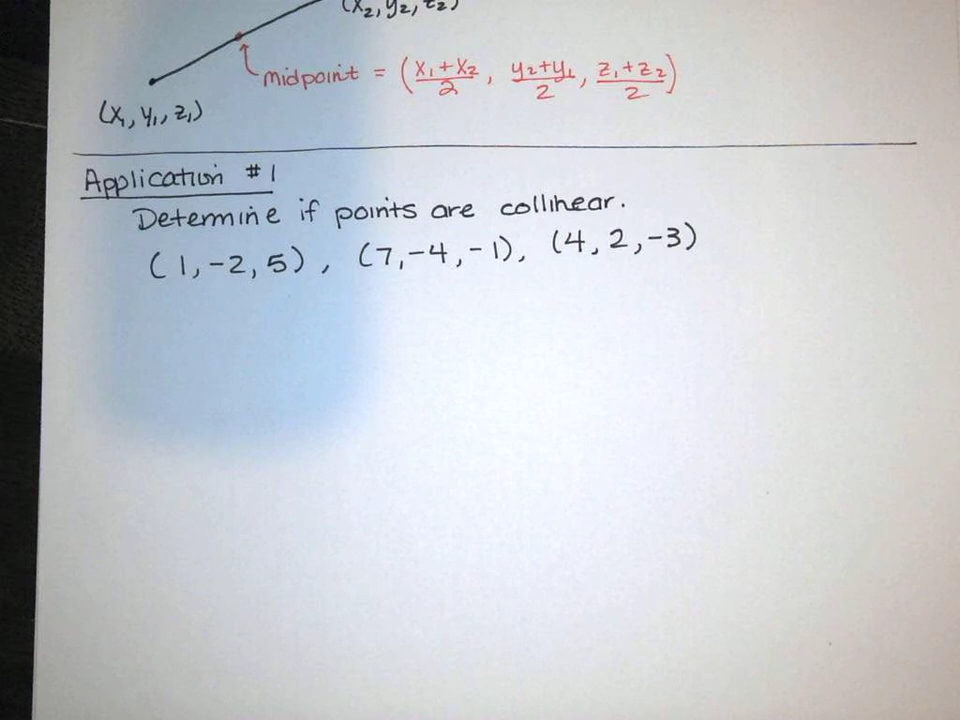 (x₂, y₂, z₂)
midpoint = (x₁+x₂/2, y₂+y₁/2, z₁+z₂/2)
(x₁, y₁, z₁)
Application #1
Determine if points are collinear.
(1,-2,5), (7,-4,-1), (4,2,-3)